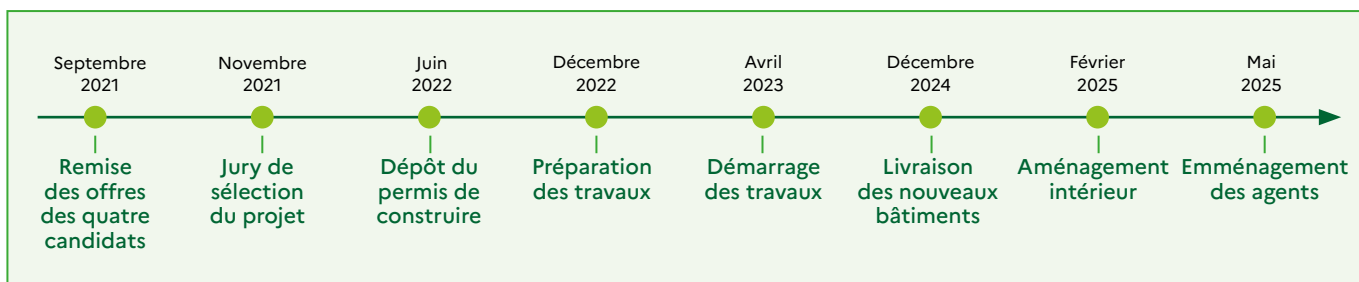 Septembre
2021
Remise
des offres
des quatre
candidats
Novembre
2021
Jury de
sélection
du projet
Juin
2022
Dépôt du
permis de
construire
Décembre
2022
Préparation
des travaux
Avril
2023
Démarrage
des travaux
Décembre
2024
Livraison
des nouveaux
bâtiments
Février
2025
Aménagement
intérieur
Mai
2025
Emménagement
des agents